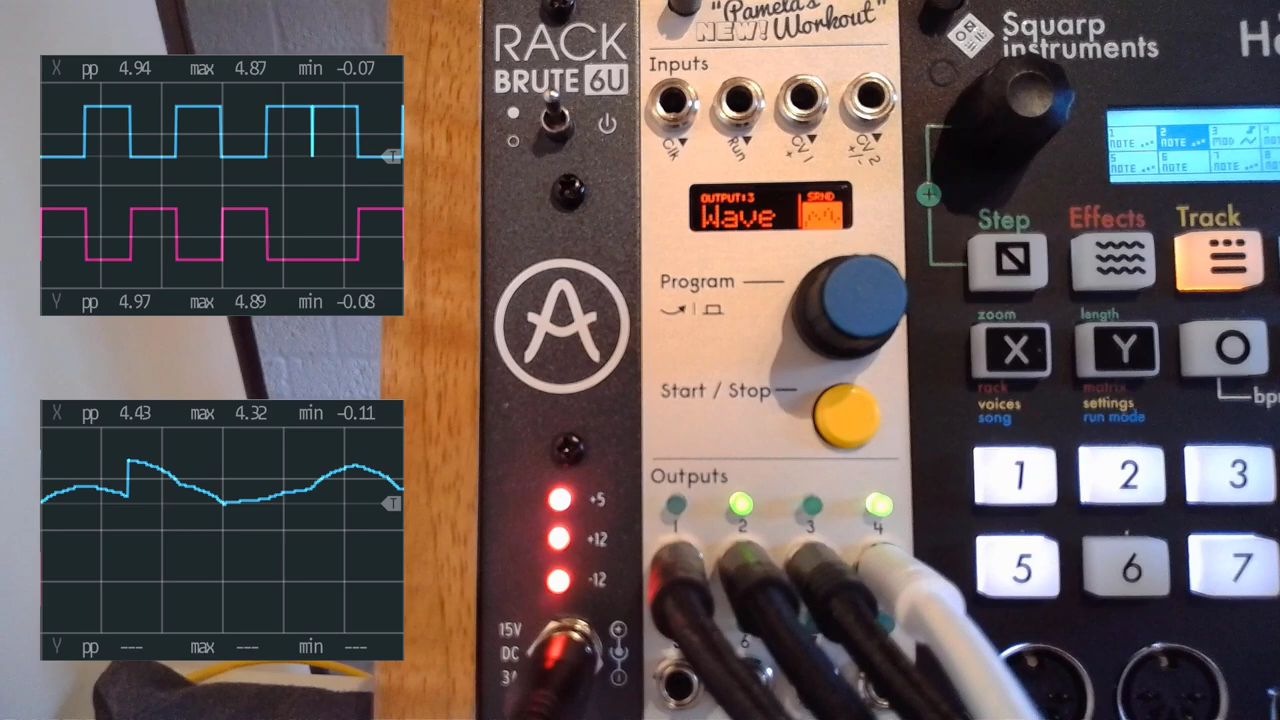 X pp 4.94 max 4.87 min -0.07
T
Y pp 4.97 max 4.89 min -0.08
X pp 4.43 max 4.32 min -0.11
T
Y pp --- max --- min ---
RACK
BRUTE 6U
+5
+12
-12
15V
DC
"Pamela's
NEW! Workout"
Inputs
Clk
Run
CV 1
+
CV 2
+/-
OUTPUT:3
SRND
Wave
Program
Start / Stop
Outputs
1 2 3 4
6
Squarp
instruments
1 NOTE ...
2 NOTE ...
3 MOD
4
5 NOTE ...
6 NOTE ...
7 NOTE ...
8
Step
Effects
Track
zoom
length
X
Y
O
rack
voices
song
matrix
settings
run mode
bpm
1 2 3
5 6 7